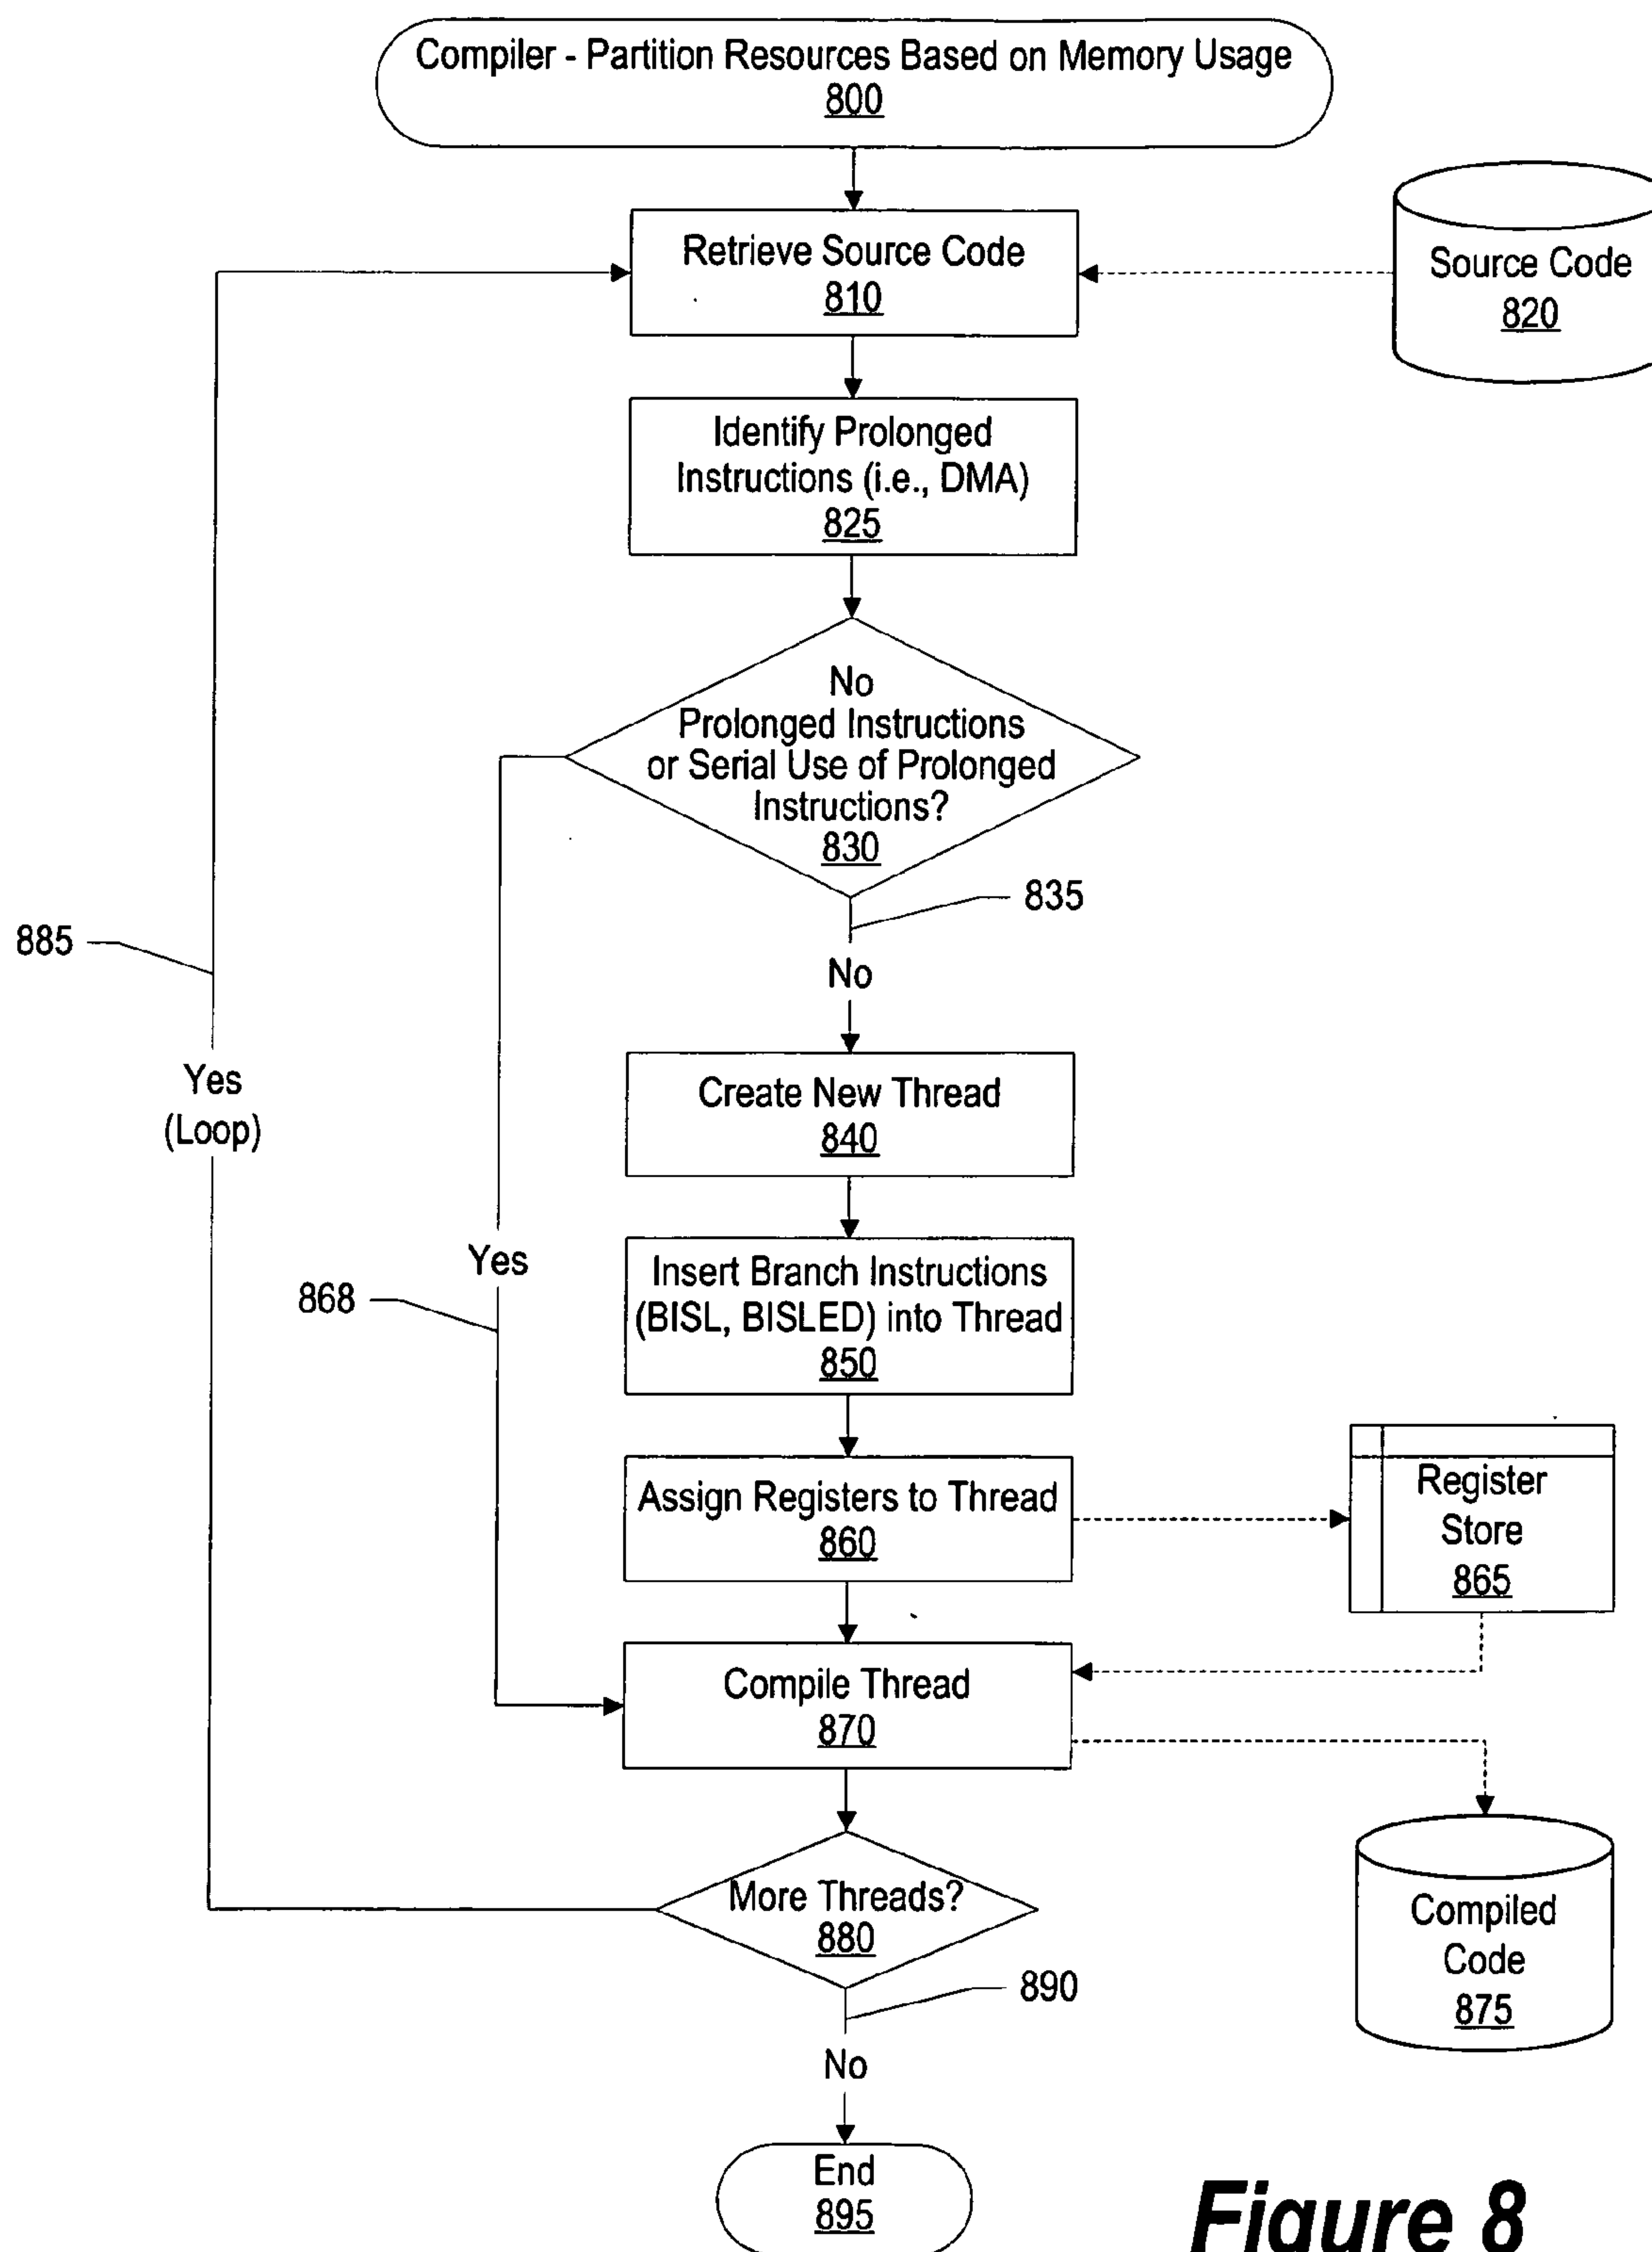 Compiler - Partition Resources Based on Memory Usage
800
Retrieve Source Code
810
Source Code
820
Identify Prolonged
Instructions (i.e., DMA)
825
No
Prolonged Instructions
or Serial Use of Prolonged
Instructions?
830
835
885
No
Create New Thread
840
Yes
(Loop)
Yes
868
Insert Branch Instructions
(BISL, BISLED) into Thread
850
Assign Registers to Thread
860
Register
Store
865
Compile Thread
870
More Threads?
880
Compiled
Code
875
890
No
End
895
Figure 8